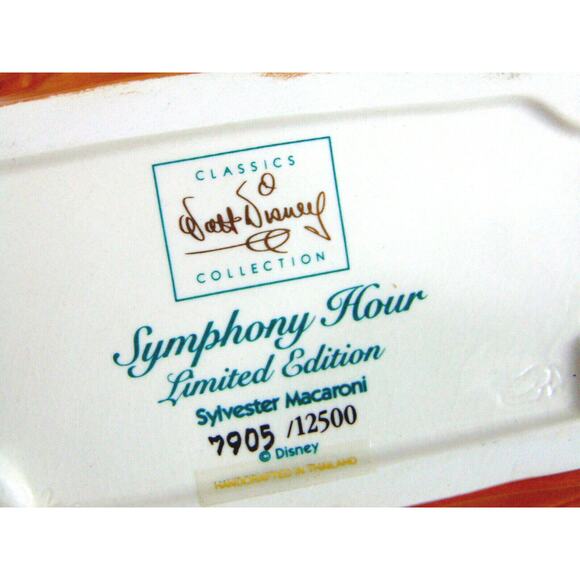 CLASSICS
Walt Disney
COLLECTION
Symphony Hour
Limited Edition
Sylvester Macaroni
7905 /12500
© Disney
HANDCRAFTED IN THAILAND